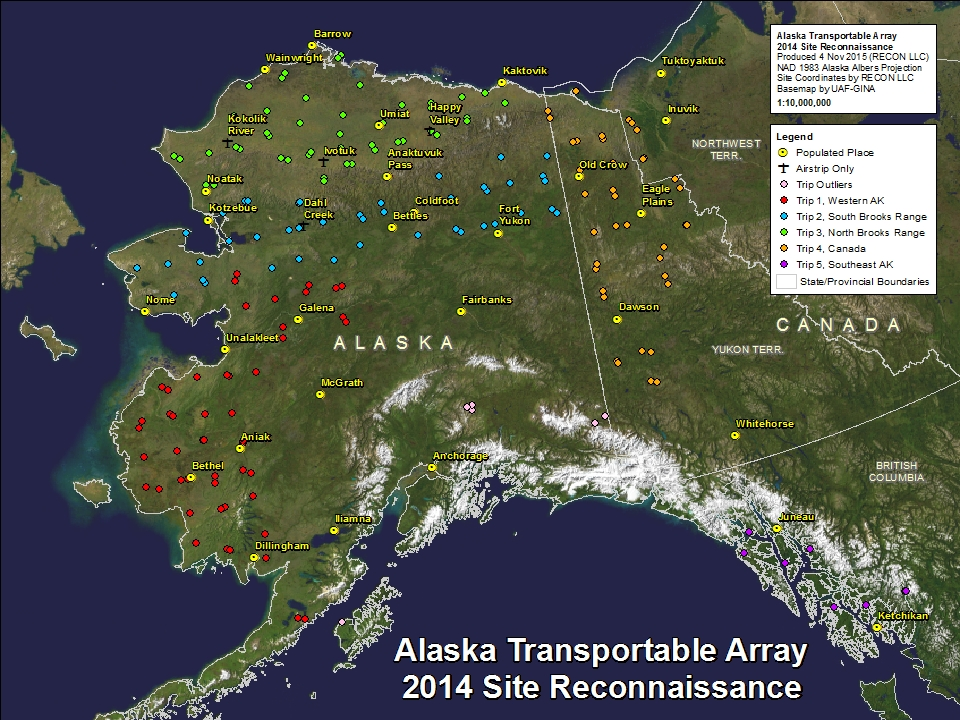 Alaska Transportable Array
2014 Site Reconnaissance
Produced 4 Nov 2015 (RECON LLC)
NAD 1983 Alaska Albers Projection
Site Coordinates by RECON LLC
Basemap by UAF-GINA
1:10,000,000
Legend
Populated Place
Airstrip Only
Trip Outliers
Trip 1, Western AK
Trip 2, South Brooks Range
Trip 3, North Brooks Range
Trip 4, Canada
Trip 5, Southeast AK
State/Provincial Boundaries
Barrow
Wainwright
Kaktovik
Tuktoyaktuk
Inuvik
Kokolik
River
Umiat
Happy
Valley
NORTHWEST
TERR.
Ivotuk
Anaktuvuk
Pass
Old Crow
Noatak
Eagle
Plains
Kotzebue
Dahl
Creek
Coldfoot
Bettles
Fort
Yukon
Nome
Galena
Fairbanks
Dawson
Unalakleet
ALASKA
CANADA
YUKON TERR.
McGrath
Aniak
Whitehorse
Bethel
Anchorage
BRITISH
COLUMBIA
Iliamna
Juneau
Dillingham
Ketchikan
Alaska Transportable Array
2014 Site Reconnaissance